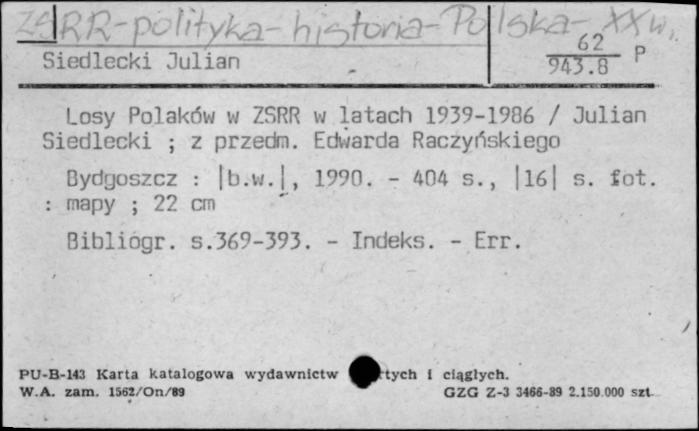 ZSRR-polityka-historia-Polska-XXw.
Siedlecki Julian
62
943.8 P
Losy Polaków w ZSRR w latach 1939-1986 / Julian
Siedlecki ; z przedm. Edwarda Raczyńskiego
Bydgoszcz : |b.w.|, 1990. - 404 s., |16| s. fot.
: mapy ; 22 cm
Bibliogr. s.369-393. - Indeks. - Err.
PU-B-143 Karta katalogowa wydawnictw rtych i ciągłych.
W.A. zam. 1562/On/89 GZG Z-3 3466-89 2.150.000 szt.